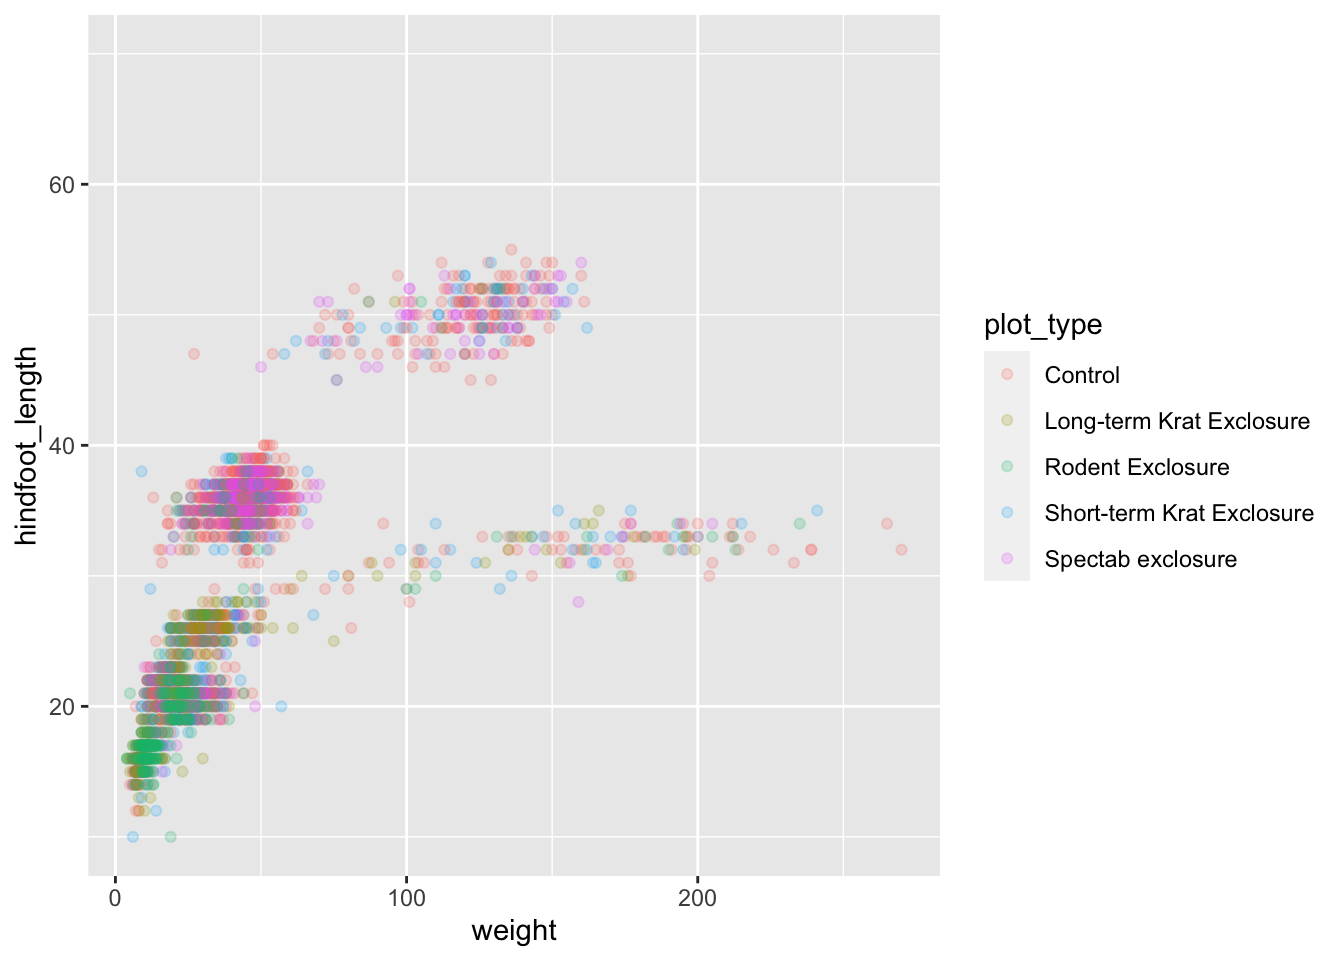 60
40
20
hindfoot_length
0
100
200
weight
plot_type
Control
Long-term Krat Exclosure
Rodent Exclosure
Short-term Krat Exclosure
Spectab exclosure